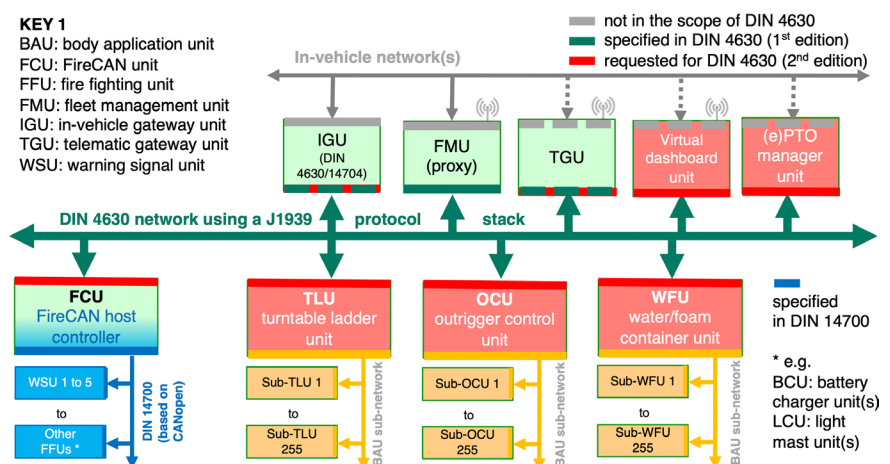 KEY 1
BAU: body application unit
FCU: FireCAN unit
FFU: fire fighting unit
FMU: fleet management unit
IGU: in-vehicle gateway unit
TGU: telematic gateway unit
WSU: warning signal unit
not in the scope of DIN 4630
specified in DIN 4630 (1st edition)
requested for DIN 4630 (2nd edition)
In-vehicle network(s)
IGU
(DIN
4630/14704)
FMU
(proxy)
TGU
Virtual
dashboard
unit
(e)PTO
manager
unit
DIN 4630 network using a J1939 protocol stack
FCU
FireCAN host
controller
TLU
turntable ladder
unit
OCU
outrigger control
unit
WFU
water/foam
container unit
specified
in DIN 14700
WSU 1 to 5
to
Other
FFUs *
DIN 14700
(based on
CANopen)
Sub-TLU 1
to
Sub-TLU
255
BAU sub-network
Sub-OCU 1
to
Sub-OCU
255
BAU sub-network
Sub-WFU 1
to
Sub-WFU
255
BAU sub-network
* e.g.
BCU: battery
charger unit(s)
LCU: light
mast unit(s)